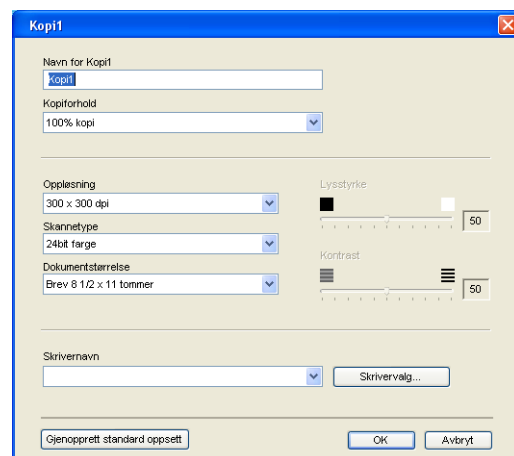 Kopi1
Navn for Kopi1
Kopi1
Kopiforhold
100% kopi
Oppløsning
300 x 300 dpi
Skannetype
24bit farge
Dokumentstørrelse
Brev 8 1/2 x 11 tommer
Lysstyrke
50
Kontrast
50
Skrivernavn
Skrivervalg...
Gjenopprett standard oppsett
OK
Avbryt